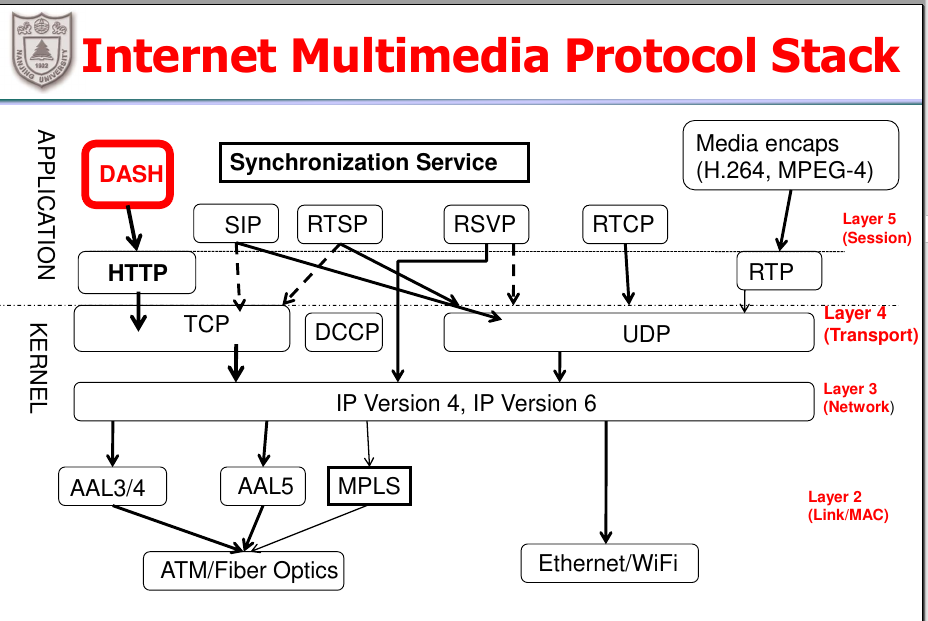 Internet Multimedia Protocol Stack
NANJING UNIVERSITY
1902
APPLICATION
KERNEL
DASH
Synchronization Service
Media encaps
(H.264, MPEG-4)
SIP
RTSP
RSVP
RTCP
Layer 5
(Session)
HTTP
RTP
TCP
DCCP
UDP
Layer 4
(Transport)
IP Version 4, IP Version 6
Layer 3
(Network)
AAL3/4
AAL5
MPLS
Layer 2
(Link/MAC)
ATM/Fiber Optics
Ethernet/WiFi